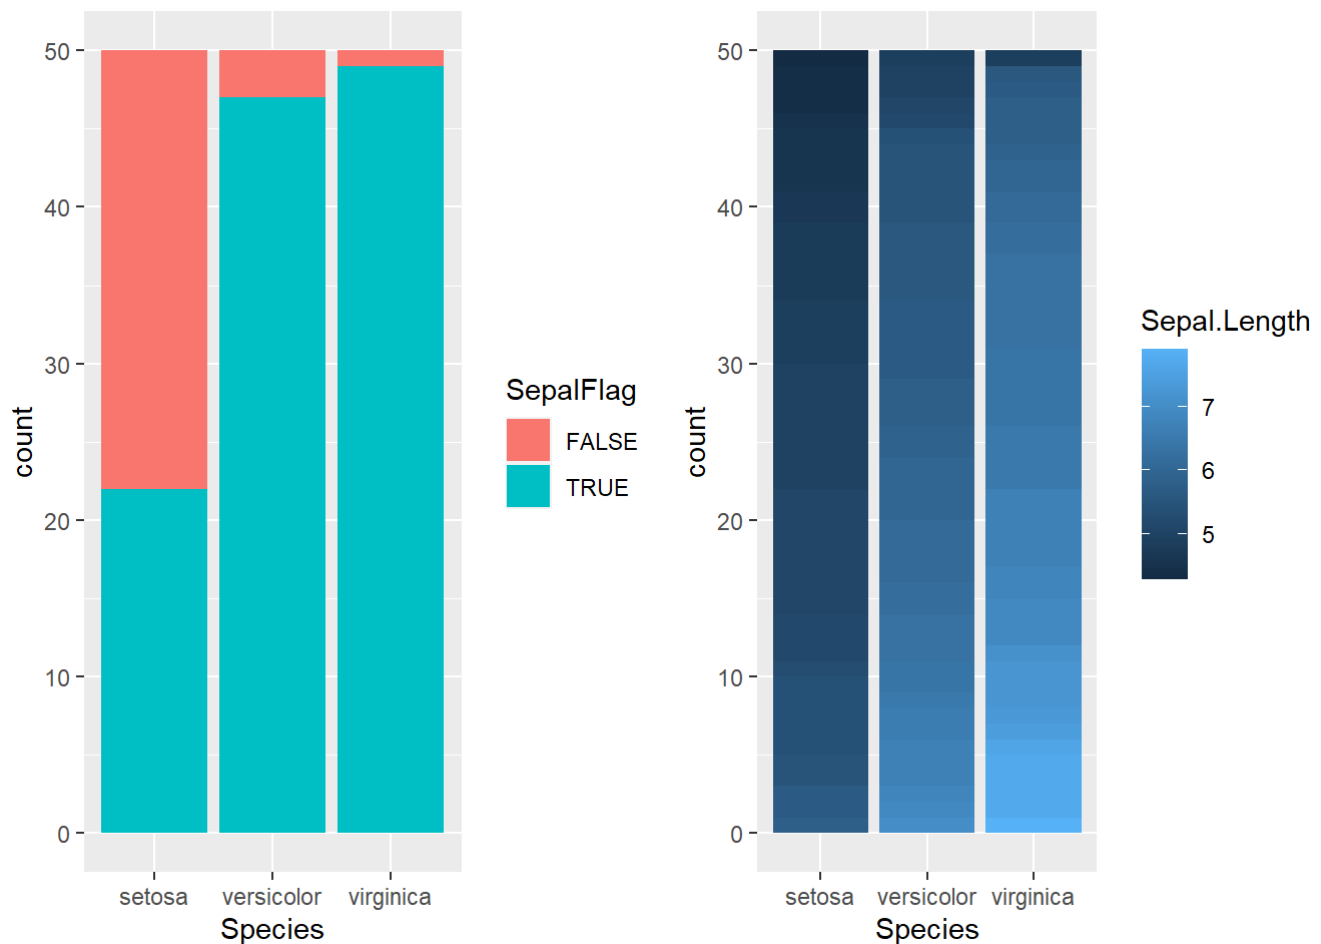 50
40
30
20
10
0
count
setosa versicolor virginica
Species
SepalFlag
FALSE
TRUE
50
40
30
20
10
0
count
setosa versicolor virginica
Species
Sepal.Length
7
6
5